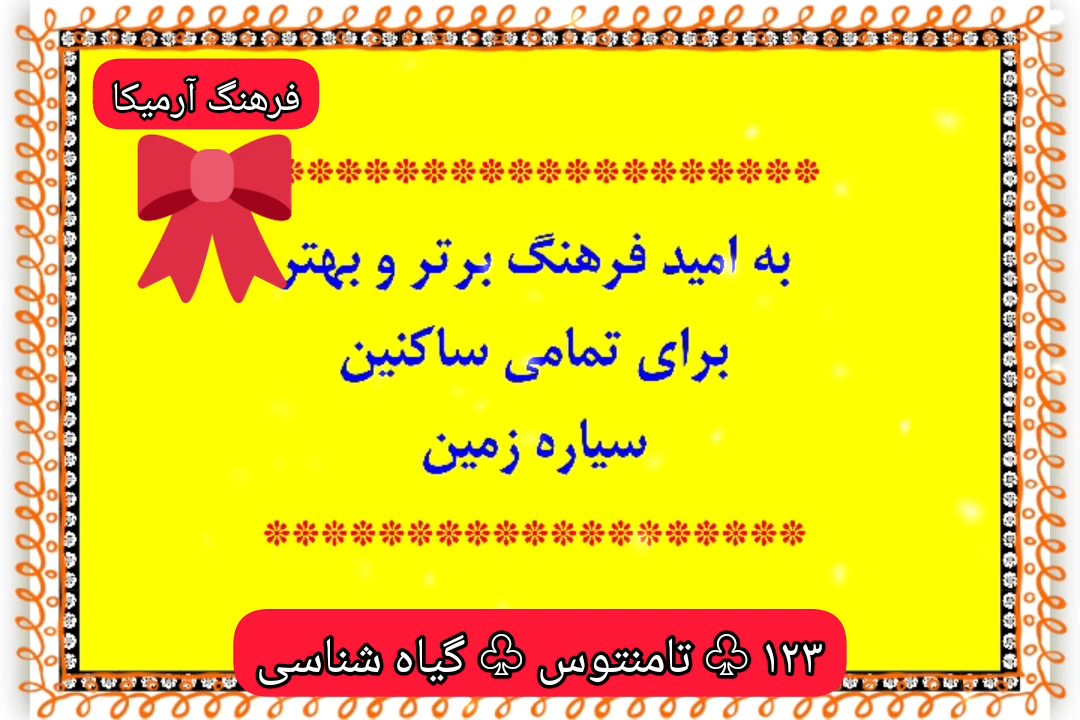 فرهنگ آرمیکا
به امید فرهنگ برتر و بهتر
برای تمامی ساکنین
سیاره زمین
۱۲۳ ♧ تامنتوس ♧ گیاه شناسی